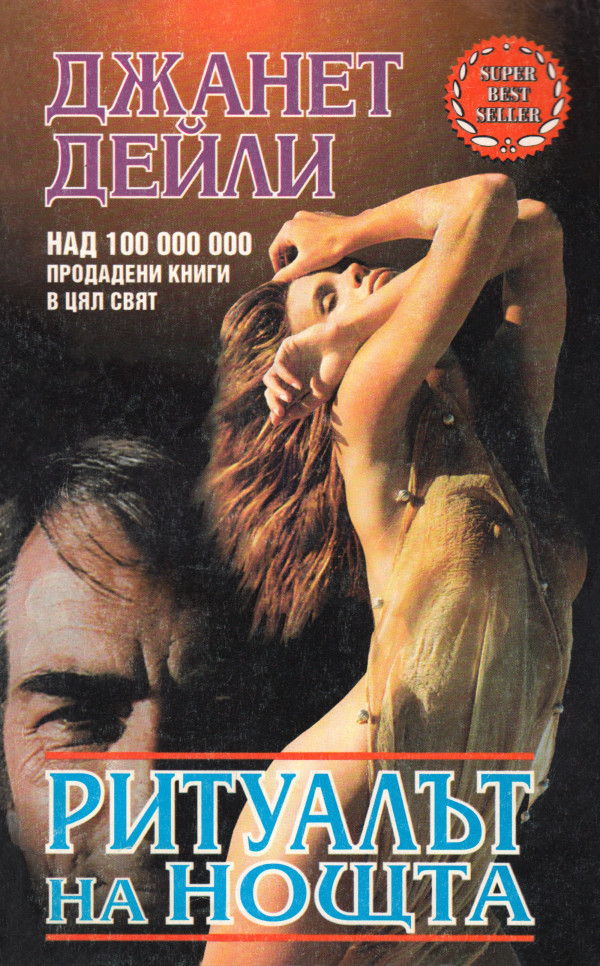 ДЖАНЕТ
ДЕЙЛИ
SUPER
BEST
SELLER
НАД 100 000 000
ПРОДАДЕНИ КНИГИ
В ЦЯЛ СВЯТ
РИТУАЛЪТ
НА НОЩТА